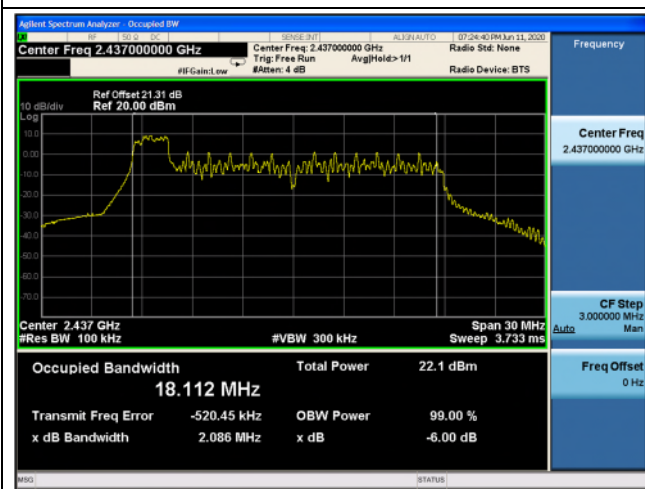 Agilent Spectrum Analyzer - Occupied BW
RF 50 Ω DC SENSE:INT ALIGN AUTO 07:24:40 PM Jun 11, 2020
Center Freq 2.437000000 GHz
Center Freq: 2.437000000 GHz
Radio Std: None
Trig: Free Run Avg|Hold:>1/1
#IFGain:Low #Atten: 4 dB Radio Device: BTS
Ref Offset 21.31 dB
10 dB/div Ref 20.00 dBm
Log
10.0
0.00
-10.0
-20.0
-30.0
-40.0
-50.0
-60.0
-70.0
Center 2.437 GHz Span 30 MHz
#Res BW 100 kHz #VBW 300 kHz Sweep 3.733 ms
Occupied Bandwidth Total Power 22.1 dBm
18.112 MHz
Transmit Freq Error -520.45 kHz OBW Power 99.00 %
x dB Bandwidth 2.086 MHz x dB -6.00 dB
MSG STATUS
Frequency
Center Freq
2.437000000 GHz
CF Step
3.000000 MHz
Auto Man
Freq Offset
0 Hz